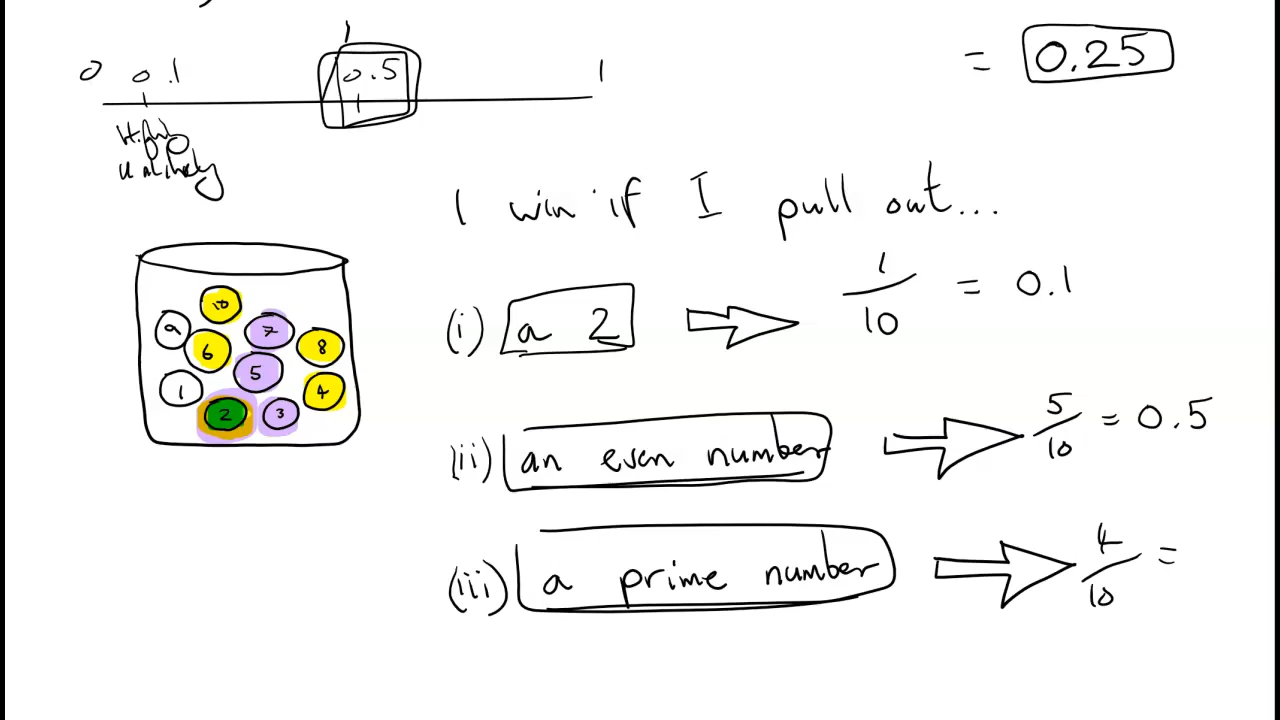 = 0.25
0 0.1 0.5 1
Highly
unlikely
I win if I pull out...
(i) a 2 1/10 = 0.1
(ii) an even number 5/10 = 0.5
(iii) a prime number 4/10 =
10
9 7
6 8
5
1 4
2 3